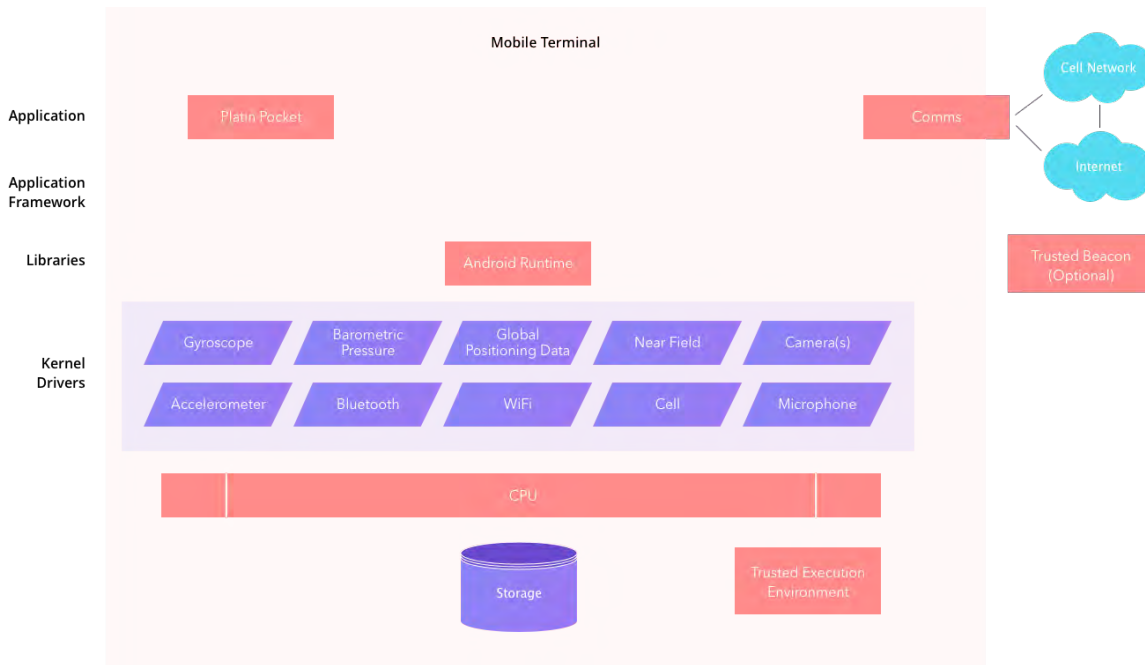 Mobile Terminal
Cell Network
Application
Platin Pocket
Comms
Internet
Application
Framework
Libraries
Android Runtime
Trusted Beacon
(Optional)
Kernel
Drivers
Gyroscope
Barometric
Pressure
Global
Positioning Data
Near Field
Camera(s)
Accelerometer
Bluetooth
WiFi
Cell
Microphone
CPU
Storage
Trusted Execution
Environment